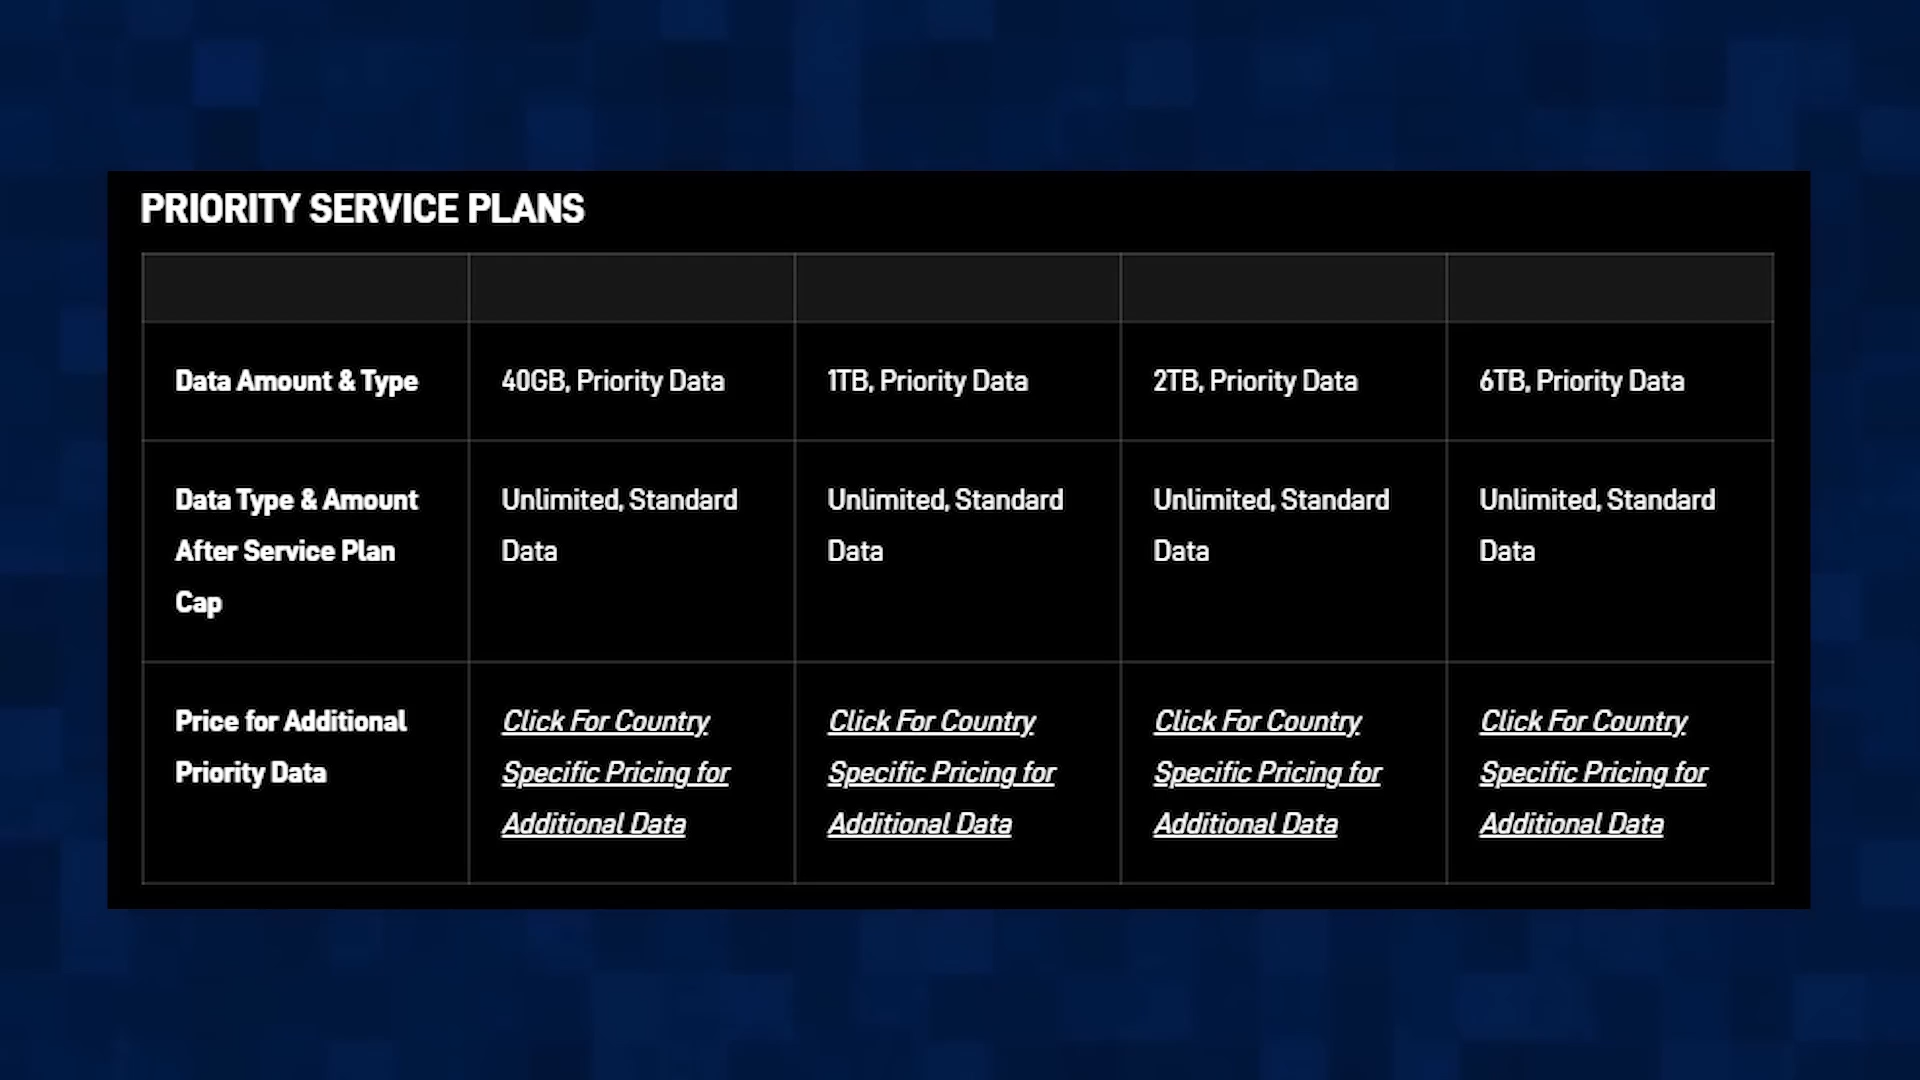 PRIORITY SERVICE PLANS
Data Amount & Type
40GB, Priority Data
1TB, Priority Data
2TB, Priority Data
6TB, Priority Data
Data Type & Amount
After Service Plan
Cap
Unlimited, Standard
Data
Unlimited, Standard
Data
Unlimited, Standard
Data
Unlimited, Standard
Data
Price for Additional
Priority Data
Click For Country
Specific Pricing for
Additional Data
Click For Country
Specific Pricing for
Additional Data
Click For Country
Specific Pricing for
Additional Data
Click For Country
Specific Pricing for
Additional Data